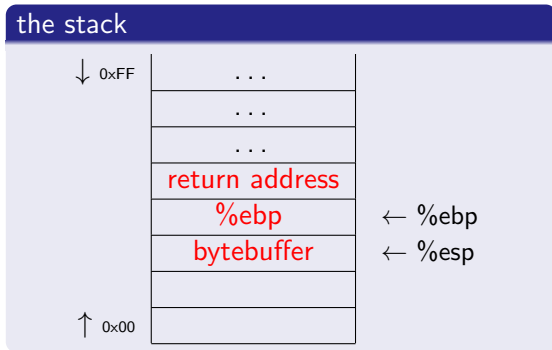 the stack
↓ 0xFF . . .
. . .
. . .
return address
%ebp ← %ebp
bytebuffer ← %esp
↑ 0x00